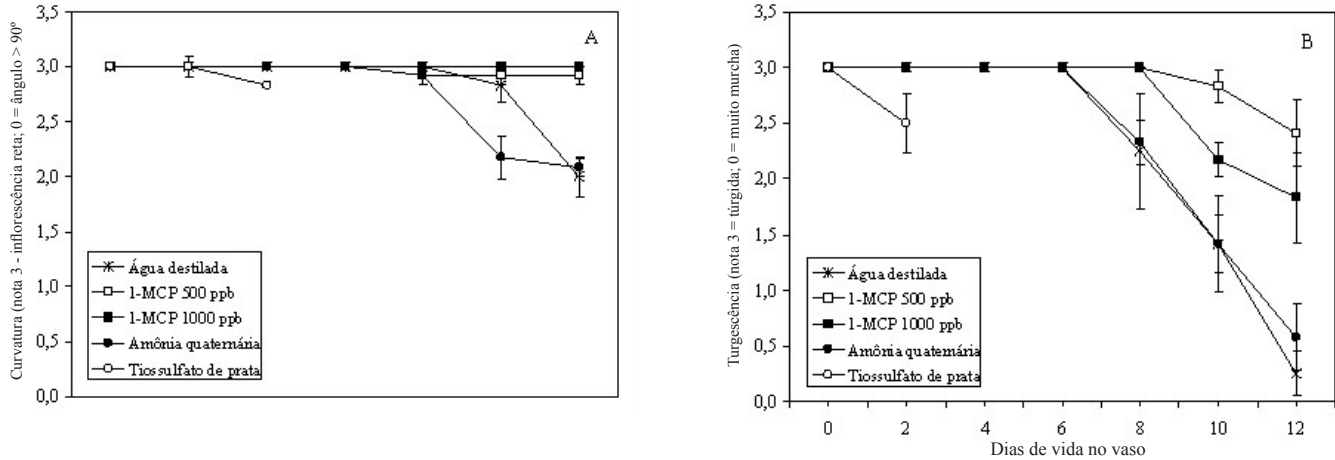 Curvatura (nota 3 - inflorescência reta; 0 = ângulo > 90º
3,5
3,0
2,5
2,0
1,5
1,0
0,5
0,0
A
Água destilada
1-MCP 500 ppb
1-MCP 1000 ppb
Amônia quaternária
Tiossulfato de prata
Turgescência (nota 3 = túrgida; 0 = muito murcha)
3,5
3,0
2,5
2,0
1,5
1,0
0,5
0,0
B
Água destilada
1-MCP 500 ppb
1-MCP 1000 ppb
Amônia quaternária
Tiossulfato de prata
0 2 4 6 8 10 12
Dias de vida no vaso